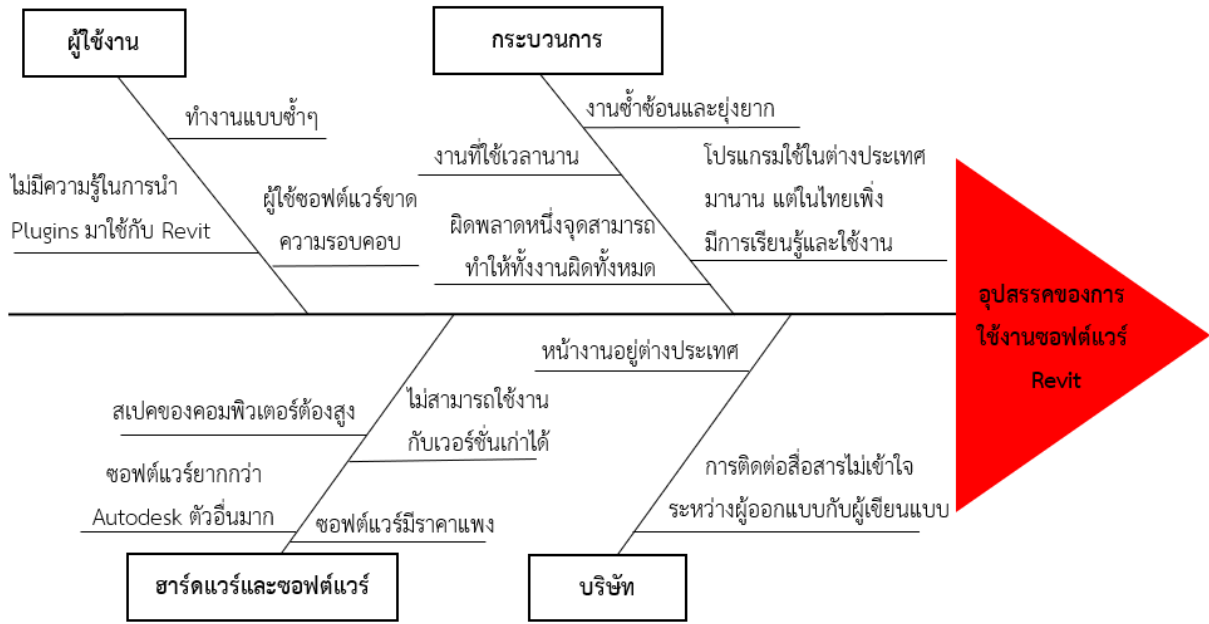 ผู้ใช้งาน
ทำงานแบบซ้ำๆ
ไม่มีความรู้ในการนำ
Plugins มาใช้กับ Revit
ผู้ใช้ซอฟต์แวร์ขาด
ความรอบคอบ
กระบวนการ
งานซ้ำซ้อนและยุ่งยาก
งานที่ใช้เวลานาน
โปรแกรมใช้ในต่างประเทศ
มานาน แต่ในไทยเพิ่ง
มีการเรียนรู้และใช้งาน
ผิดพลาดหนึ่งจุดสามารถ
ทำให้ทั้งงานผิดทั้งหมด
อุปสรรคของการ
ใช้งานซอฟต์แวร์
Revit
สเปคของคอมพิวเตอร์ต้องสูง
ไม่สามารถใช้งาน
กับเวอร์ชั่นเก่าได้
ซอฟต์แวร์ยากกว่า
Autodesk ตัวอื่นมาก
ซอฟต์แวร์มีราคาแพง
ฮาร์ดแวร์และซอฟต์แวร์
หน้างานอยู่ต่างประเทศ
การติดต่อสื่อสารไม่เข้าใจ
ระหว่างผู้ออกแบบกับผู้เขียนแบบ
บริษัท